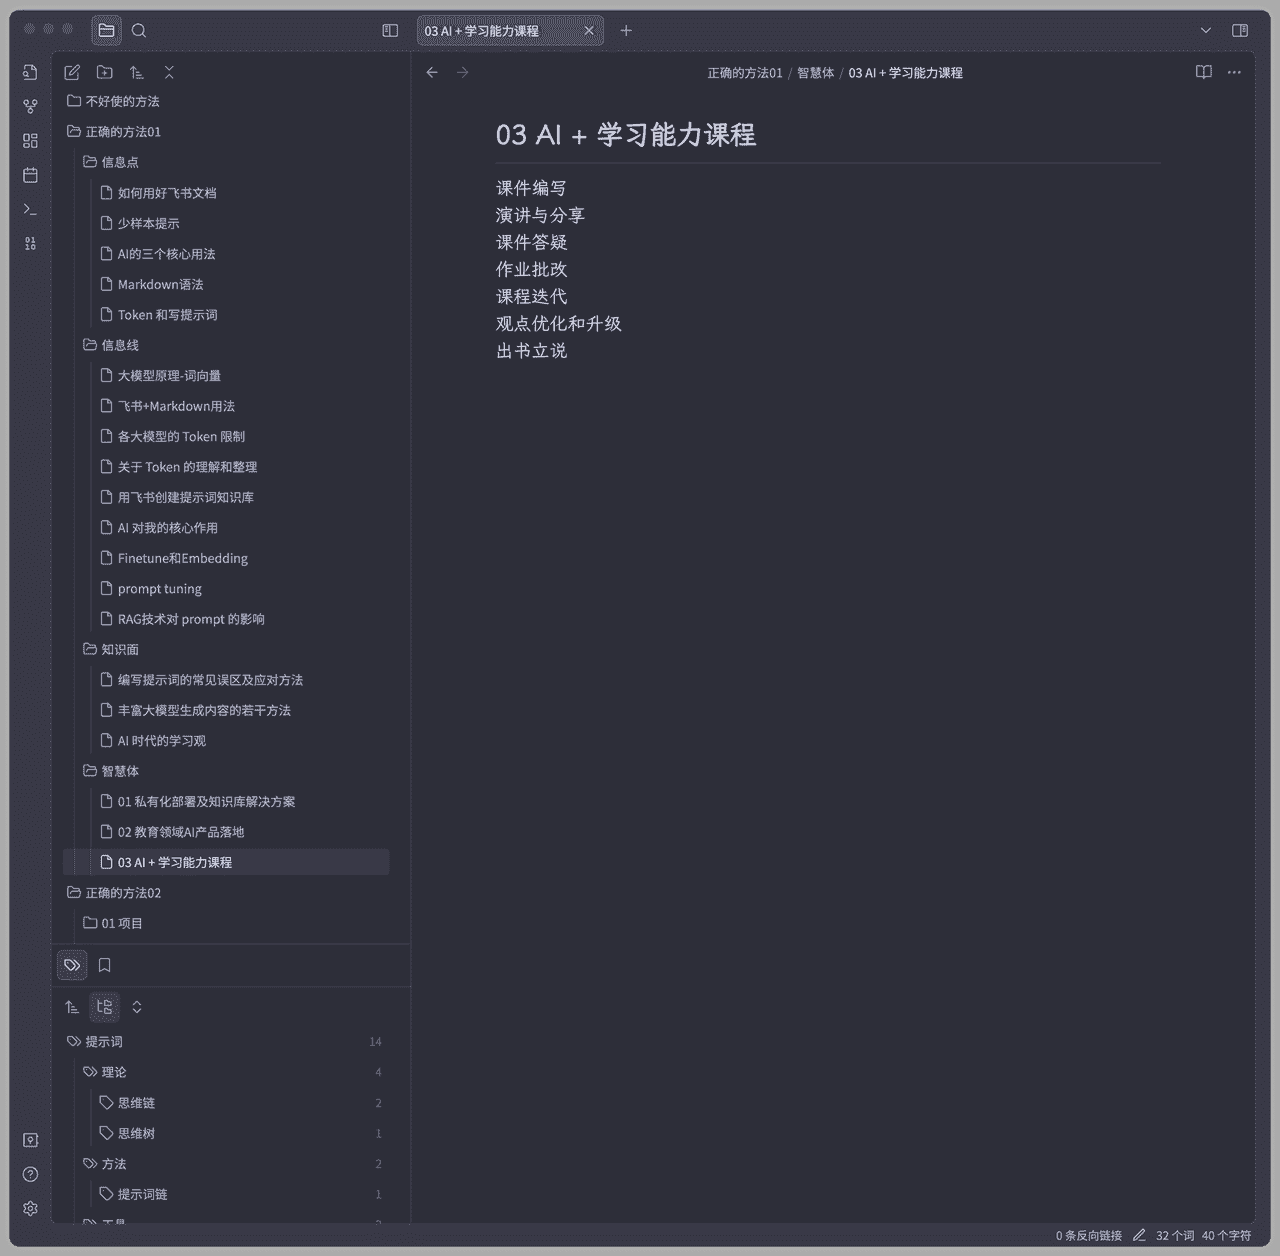 03 AI + 学习能力课程
正确的方法01 / 智慧体 / 03 AI + 学习能力课程
不好使的方法
正确的方法01
信息点
如何用好飞书文档
少样本提示
AI的三个核心用法
Markdown语法
Token 和写提示词
信息线
大模型原理-词向量
飞书+Markdown用法
各大模型的 Token 限制
关于 Token 的理解和整理
用飞书创建提示词知识库
AI 对我的核心作用
Finetune和Embedding
prompt tuning
RAG技术对 prompt 的影响
知识面
编写提示词的常见误区及应对方法
丰富大模型生成内容的若干方法
AI 时代的学习观
智慧体
01 私有化部署及知识库解决方案
02 教育领域AI产品落地
03 AI + 学习能力课程
正确的方法02
01 项目
提示词 14
理论 4
思维链 2
思维树 1
方法 2
提示词链 1
03 AI + 学习能力课程
课件编写
演讲与分享
课件答疑
作业批改
课程迭代
观点优化和升级
出书立说
0 条反向链接 32 个词 40 个字符